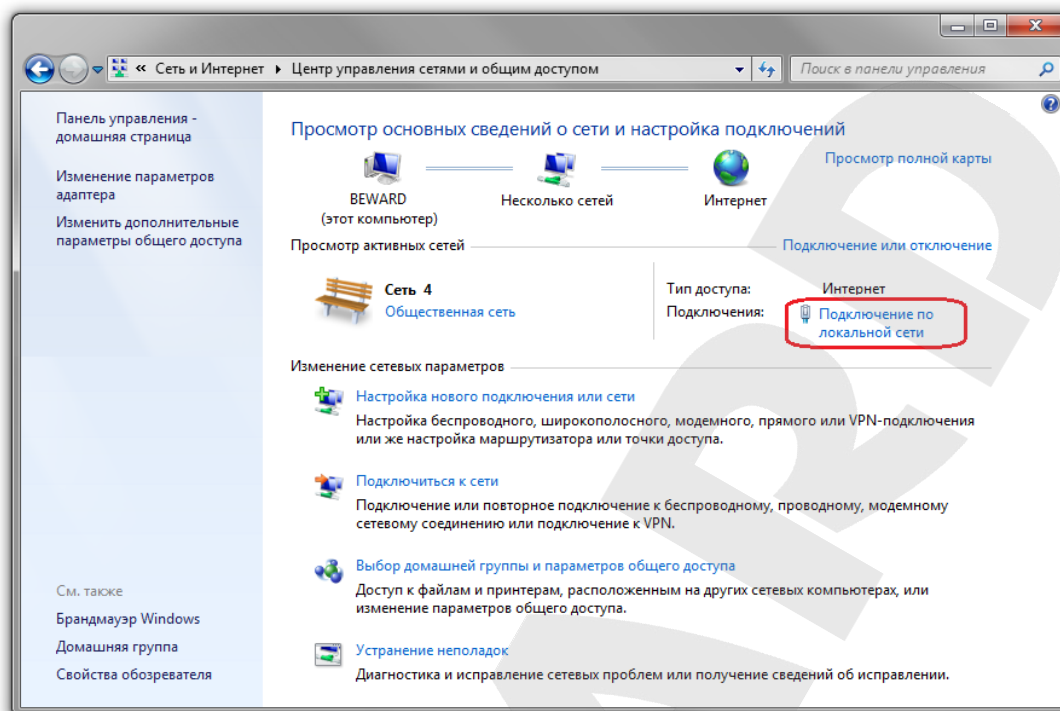 « Сеть и Интернет ▸ Центр управления сетями и общим доступом
Поиск в панели управления
Панель управления -
домашняя страница
Изменение параметров
адаптера
Изменить дополнительные
параметры общего доступа
Просмотр основных сведений о сети и настройка подключений
Просмотр полной карты
BEWARD
(этот компьютер)
Несколько сетей
Интернет
Просмотр активных сетей
Подключение или отключение
Сеть 4
Общественная сеть
Тип доступа: Интернет
Подключения: Подключение по
локальной сети
Изменение сетевых параметров
Настройка нового подключения или сети
Настройка беспроводного, широкополосного, модемного, прямого или VPN-подключения
или же настройка маршрутизатора или точки доступа.
Подключиться к сети
Подключение или повторное подключение к беспроводному, проводному, модемному
сетевому соединению или подключение к VPN.
Выбор домашней группы и параметров общего доступа
Доступ к файлам и принтерам, расположенным на других сетевых компьютерах, или
изменение параметров общего доступа.
Устранение неполадок
Диагностика и исправление сетевых проблем или получение сведений об исправлении.
См. также
Брандмауэр Windows
Домашняя группа
Свойства обозревателя